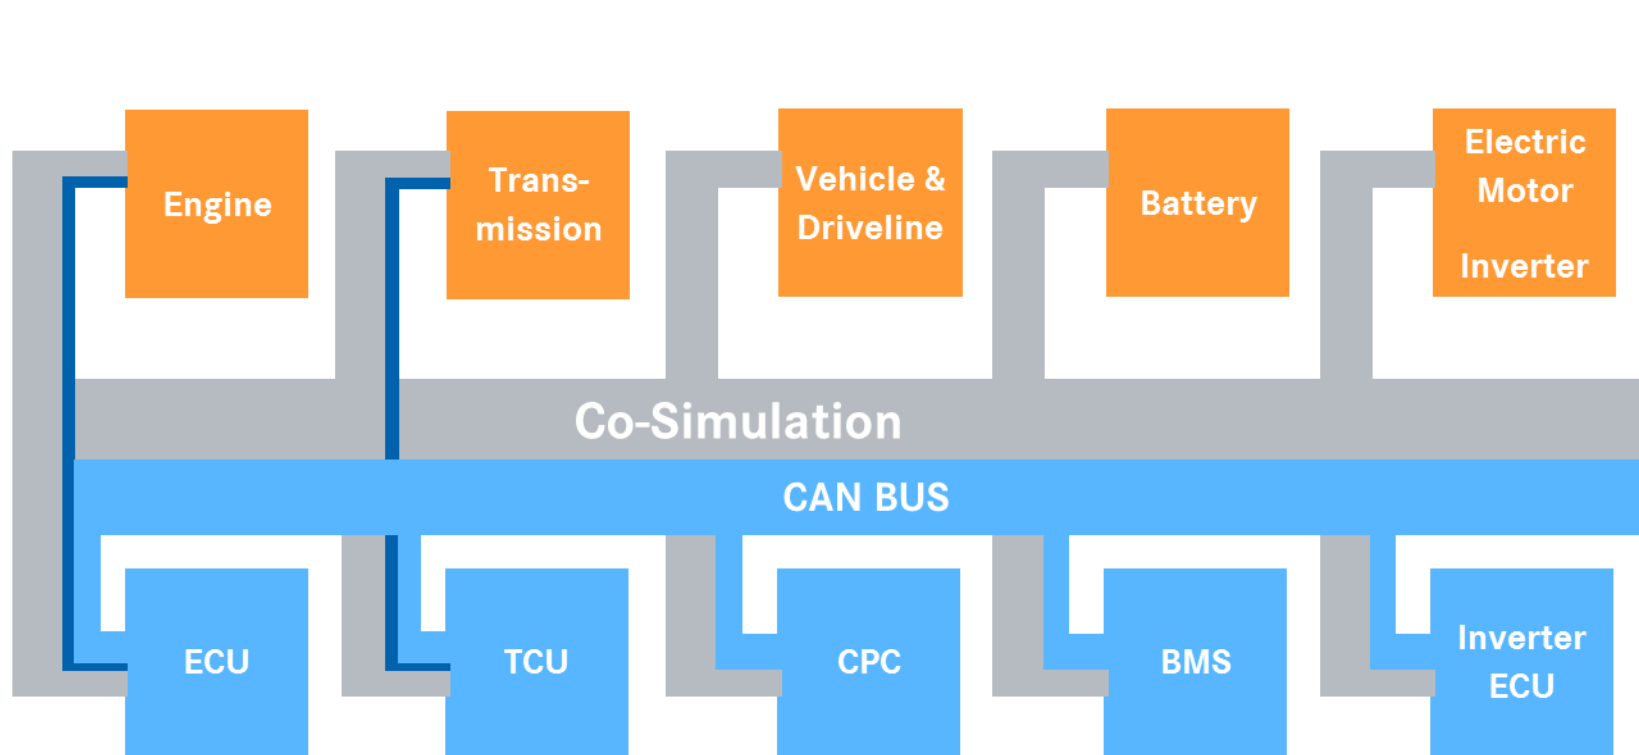 Engine
Trans-
mission
Vehicle &
Driveline
Battery
Electric
Motor
Inverter
Co-Simulation
CAN BUS
ECU
TCU
CPC
BMS
Inverter
ECU